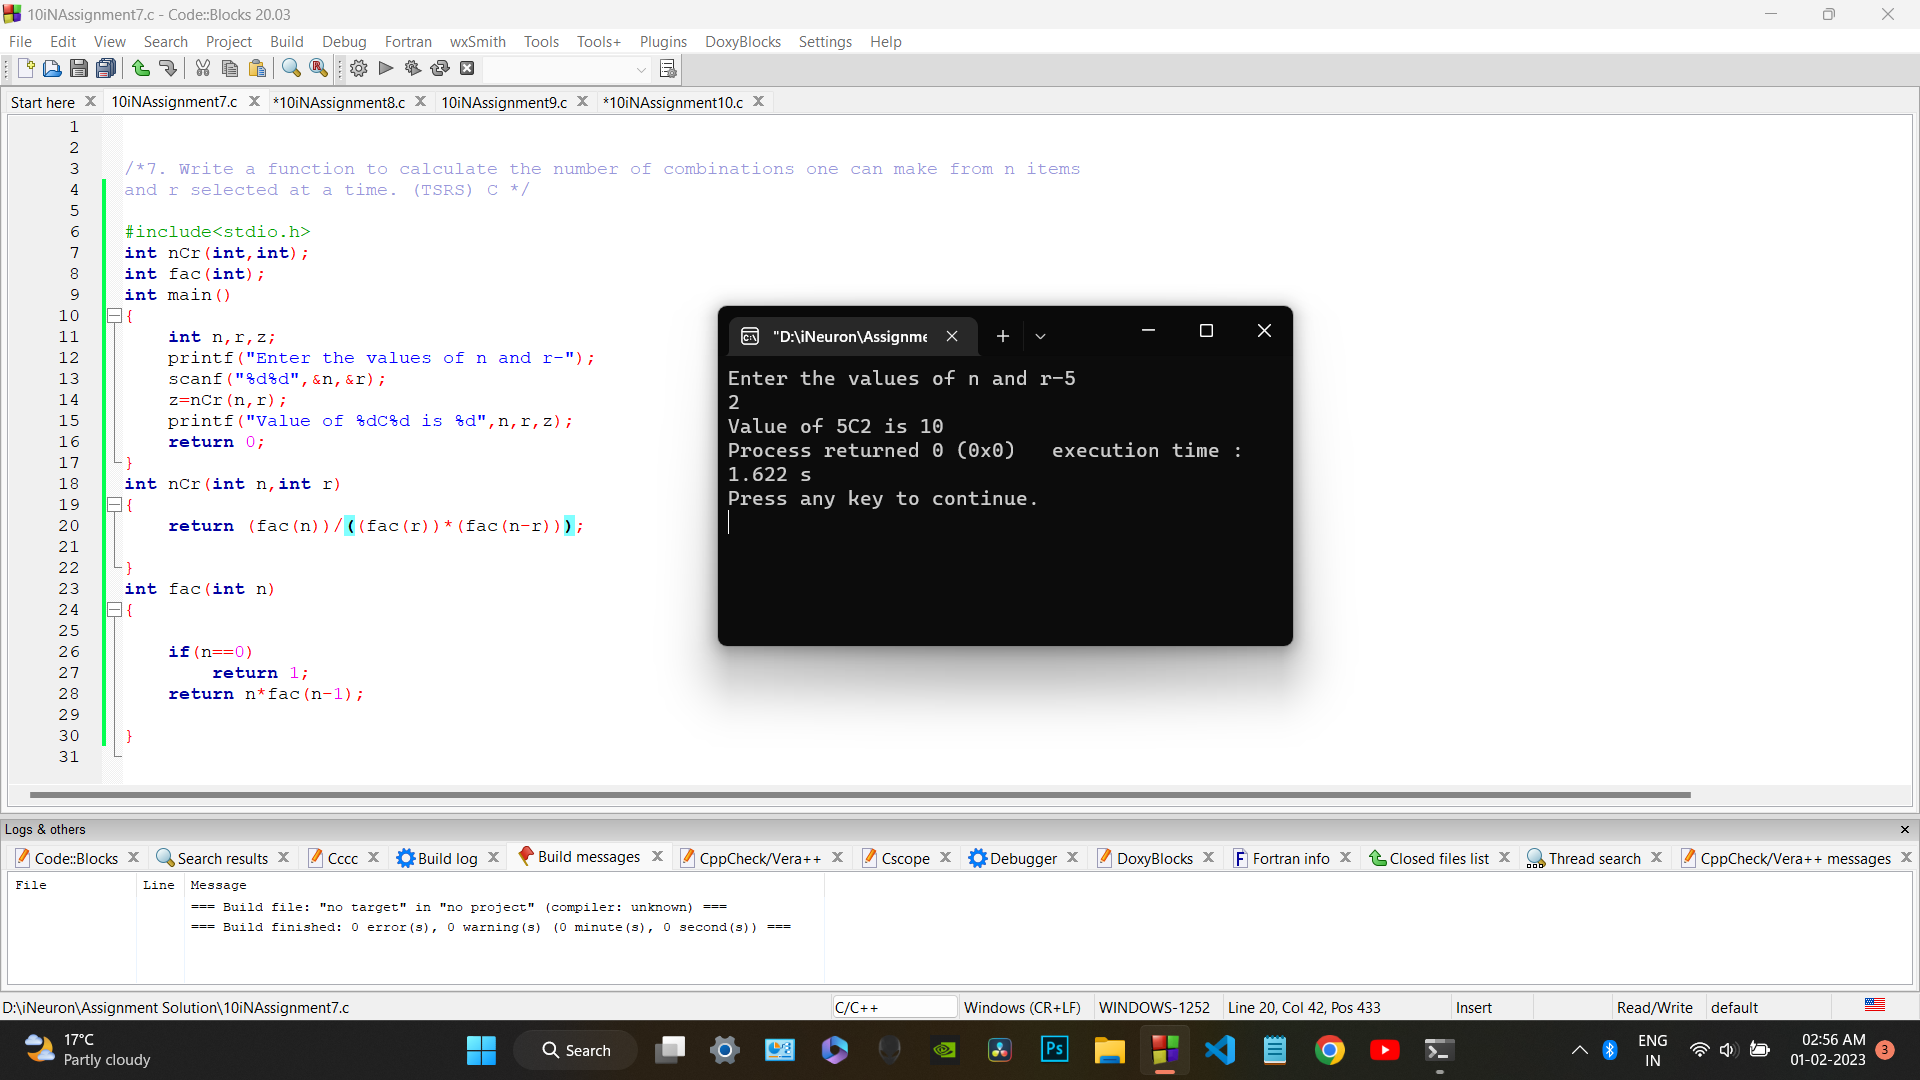 10iNAssignment7.c - Code::Blocks 20.03
File Edit View Search Project Build Debug Fortran wxSmith Tools Tools+ Plugins DoxyBlocks Settings Help
Start here 10iNAssignment7.c *10iNAssignment8.c 10iNAssignment9.c *10iNAssignment10.c
1
2
3 /*7. Write a function to calculate the number of combinations one can make from n items
4 and r selected at a time. (TSRS) C */
5
6 #include<stdio.h>
7 int nCr(int,int);
8 int fac(int);
9 int main()
10 {
11 int n,r,z;
12 printf("Enter the values of n and r-");
13 scanf("%d%d",&n,&r);
14 z=nCr(n,r);
15 printf("Value of %dC%d is %d",n,r,z);
16 return 0;
17 }
18 int nCr(int n,int r)
19 {
20 return (fac(n))/((fac(r))*(fac(n-r)));
21
22 }
23 int fac(int n)
24 {
25
26 if(n==0)
27 return 1;
28 return n*fac(n-1);
29
30 }
31
"D:\iNeuron\Assignme
Enter the values of n and r-5
2
Value of 5C2 is 10
Process returned 0 (0x0) execution time :
1.622 s
Press any key to continue.
Logs & others
Code::Blocks Search results Cccc Build log Build messages CppCheck/Vera++ Cscope Debugger DoxyBlocks Fortran info Closed files list Thread search CppCheck/Vera++ messages
File Line Message
=== Build file: "no target" in "no project" (compiler: unknown) ===
=== Build finished: 0 error(s), 0 warning(s) (0 minute(s), 0 second(s)) ===
D:\iNeuron\Assignment Solution\10iNAssignment7.c C/C++ Windows (CR+LF) WINDOWS-1252 Line 20, Col 42, Pos 433 Insert Read/Write default
17°C
Partly cloudy
Search
Ps
ENG
IN
02:56 AM
01-02-2023
3